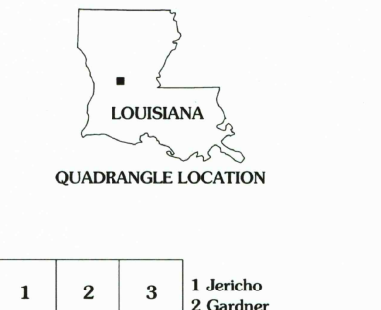 LOUISIANA
QUADRANGLE LOCATION
1 2 3
1 Jericho
2 Gardner